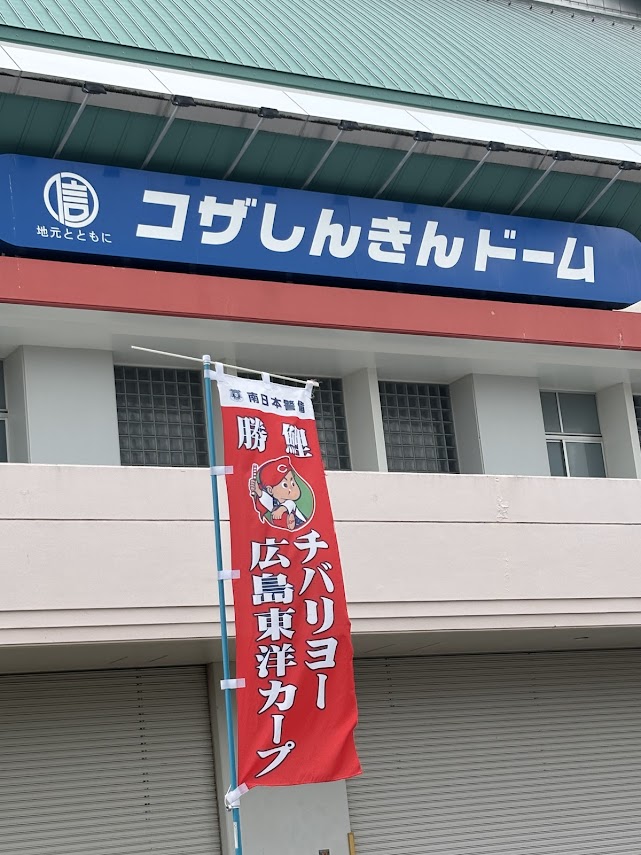 信
地元とともに
コザしんきんドーム
南日本警備
勝鯉
C
チバリヨー
広島東洋カープ